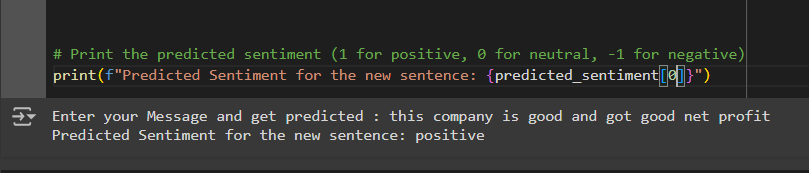 # Print the predicted sentiment (1 for positive, 0 for neutral, -1 for negative)
print(f"Predicted Sentiment for the new sentence: {predicted_sentiment[0]}")
Enter your Message and get predicted : this company is good and got good net profit
Predicted Sentiment for the new sentence: positive